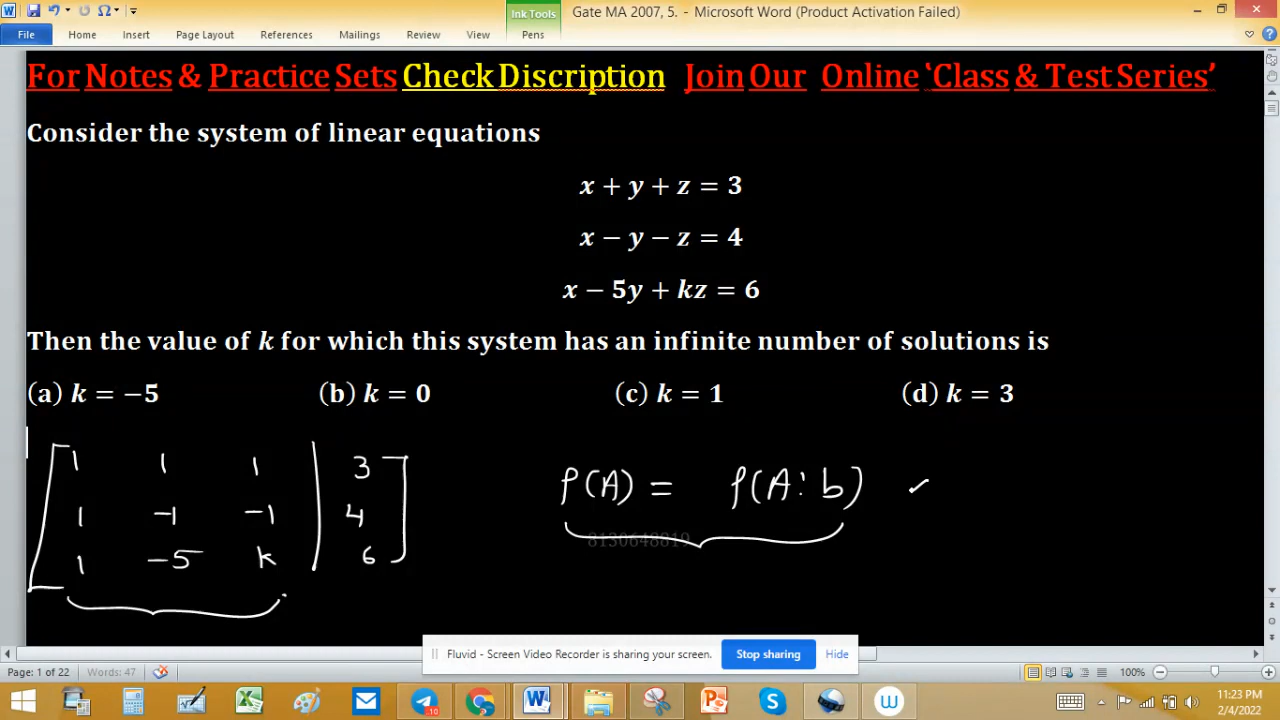 Gate MA 2007, 5. - Microsoft Word (Product Activation Failed)
Ink Tools
File Home Insert Page Layout References Mailings Review View Pens
For Notes & Practice Sets Check Discription Join Our Online 'Class & Test Series'
Consider the system of linear equations
x + y + z = 3
x − y − z = 4
x − 5y + kz = 6
Then the value of k for which this system has an infinite number of solutions is
(a) k = −5 (b) k = 0 (c) k = 1 (d) k = 3
1 1 1 | 3
1 -1 -1 | 4
1 -5 k | 6
ρ(A) = ρ(A:b) ✓
8130648819
Fluvid - Screen Video Recorder is sharing your screen. Stop sharing Hide
Page: 1 of 22 Words: 47 100%
10
11:23 PM
2/4/2022